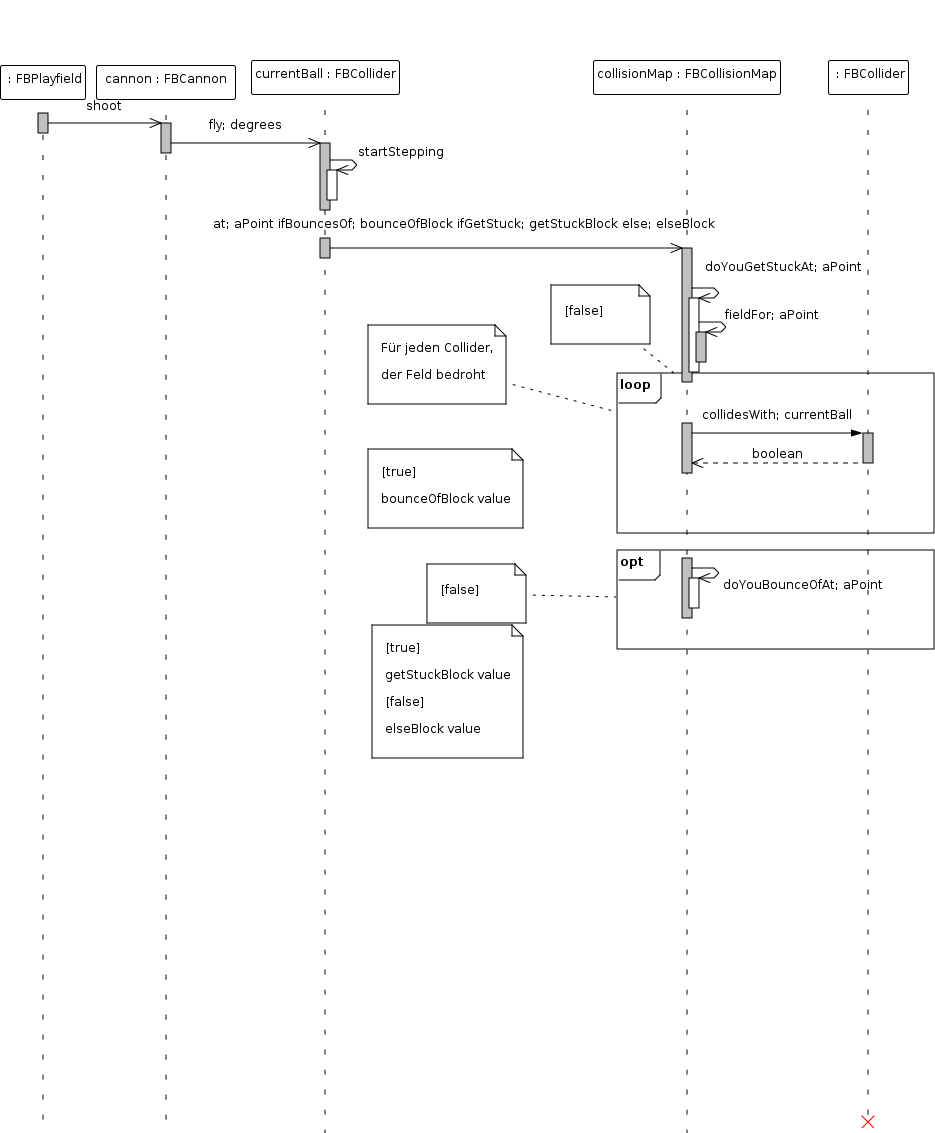 : FBPlayfield
cannon : FBCannon
currentBall : FBCollider
collisionMap : FBCollisionMap
: FBCollider
shoot
fly; degrees
startStepping
at; aPoint ifBouncesOf; bounceOfBlock ifGetStuck; getStuckBlock else; elseBlock
doYouGetStuckAt; aPoint
[false]
fieldFor; aPoint
Für jeden Collider,
der Feld bedroht
loop
collidesWith; currentBall
boolean
[true]
bounceOfBlock value
opt
doYouBounceOfAt; aPoint
[false]
[true]
getStuckBlock value
[false]
elseBlock value